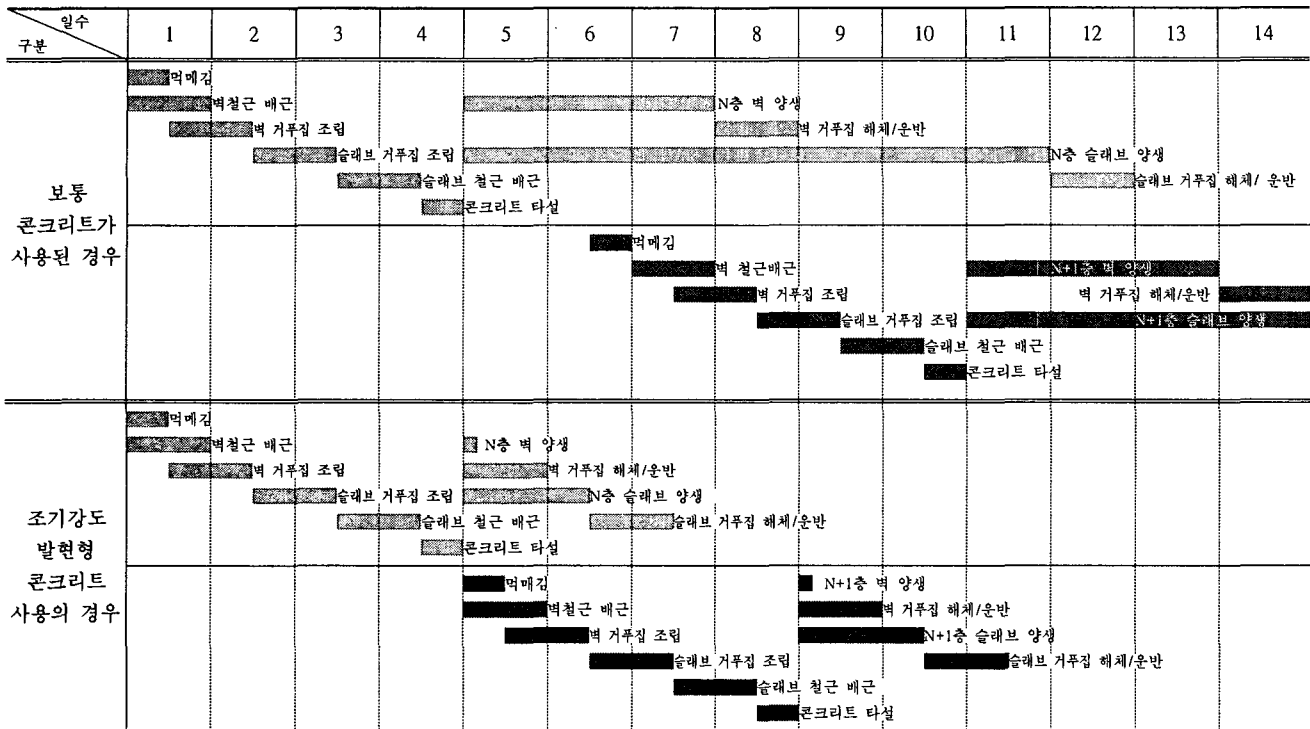 일수
구분
1 2 3 4 5 6 7 8 9 10 11 12 13 14
보통
콘크리트가
사용된 경우
먹메김
벽철근 배근
N층 벽 양생
벽 거푸집 조립
벽 거푸집 해체/운반
슬래브 거푸집 조립
N층 슬래브 양생
슬래브 철근 배근
슬래브 거푸집 해체/ 운반
콘크리트 타설
먹메김
벽 철근배근
N+1층 벽 양생
벽 거푸집 조립
벽 거푸집 해체/운반
슬래브 거푸집 조립
N+1층 슬래브 양생
슬래브 철근 배근
콘크리트 타설
조기강도
발현형
콘크리트
사용의 경우
먹메김
벽철근 배근
N층 벽 양생
벽 거푸집 조립
벽 거푸집 해체/운반
슬래브 거푸집 조립
N층 슬래브 양생
슬래브 철근 배근
슬래브 거푸집 해체/운반
콘크리트 타설
먹매김
N+1층 벽 양생
벽철근 배근
벽 거푸집 해체/운반
벽 거푸집 조립
N+1층 슬래브 양생
슬래브 거푸집 조립
슬래브 거푸집 해체/운반
슬래브 철근 배근
콘크리트 타설